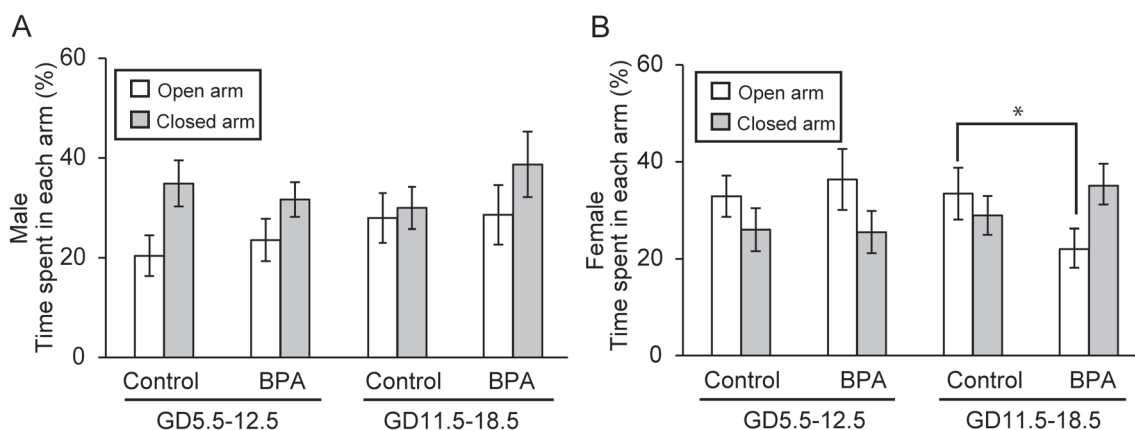 A
Male
Time spent in each arm (%)
60
40
20
0
Open arm
Closed arm
Control
BPA
Control
BPA
GD5.5-12.5
GD11.5-18.5
B
Female
Time spent in each arm (%)
60
40
20
0
Open arm
Closed arm
*
Control
BPA
Control
BPA
GD5.5-12.5
GD11.5-18.5